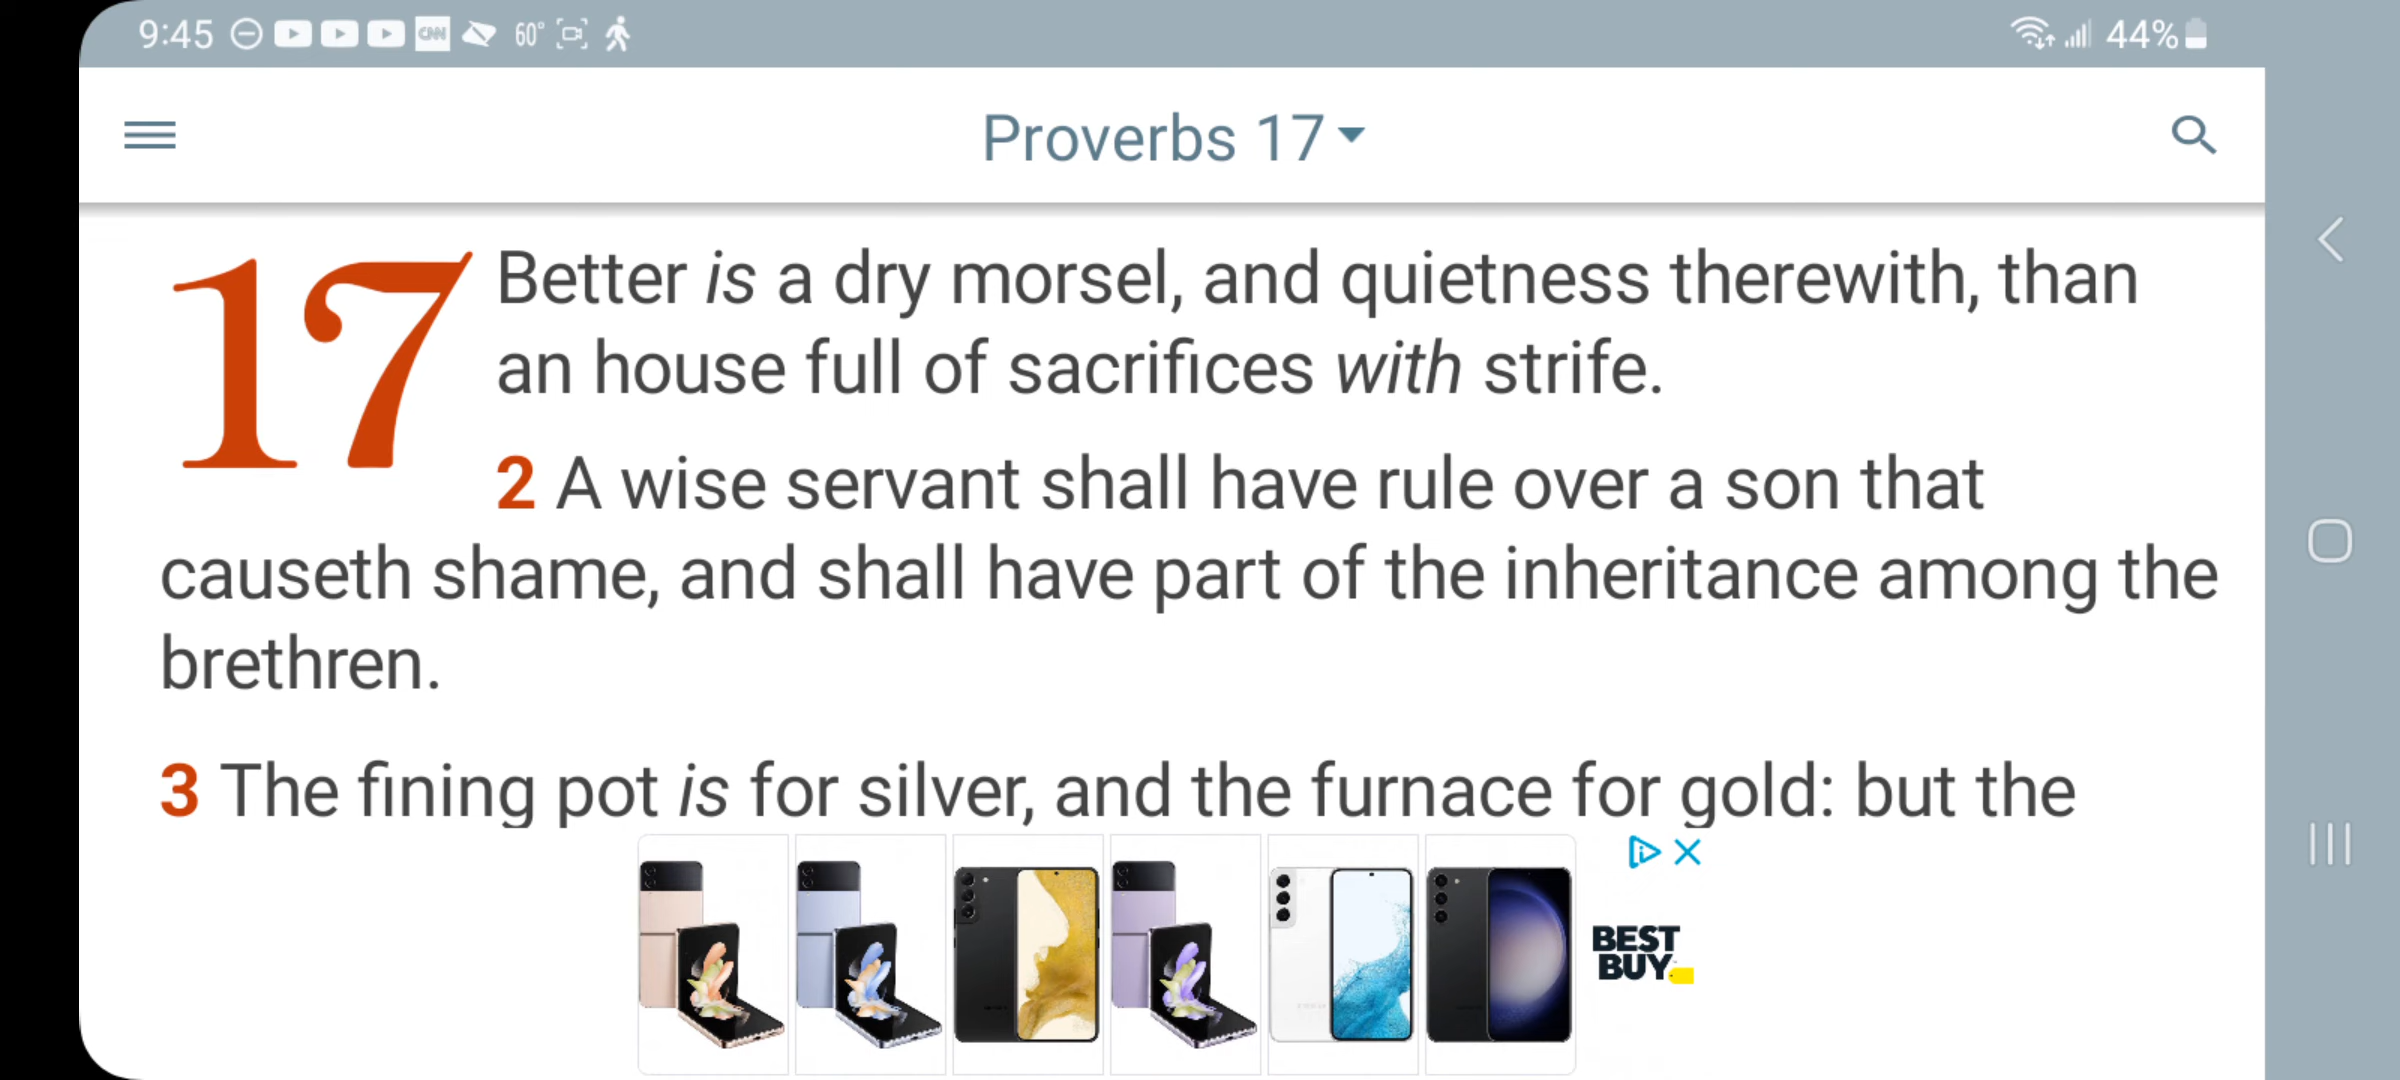 9:45 CNN 60° 44%
Proverbs 17
17 Better is a dry morsel, and quietness therewith, than
an house full of sacrifices with strife.
2 A wise servant shall have rule over a son that
causeth shame, and shall have part of the inheritance among the
brethren.
3 The fining pot is for silver, and the furnace for gold: but the
BEST
BUY